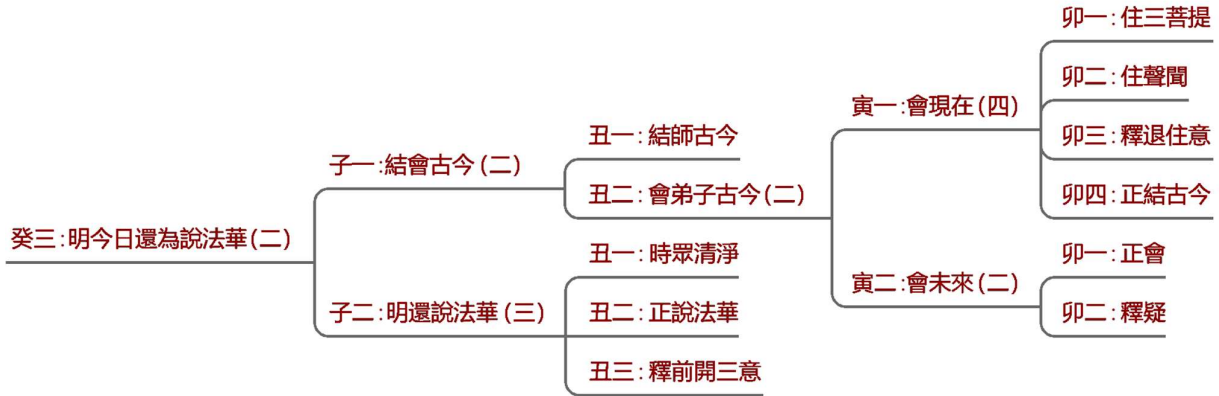 癸三:明今日還為說法華(二)
子一:結會古今(二)
丑一:結師古今
丑二:會弟子古今(二)
寅一:會現在(四)
卯一:住三菩提
卯二:住聲聞
卯三:釋退住意
卯四:正結古今
寅二:會未來(二)
卯一:正會
卯二:釋疑
子二:明還說法華(三)
丑一:時眾清淨
丑二:正說法華
丑三:釋前開三意